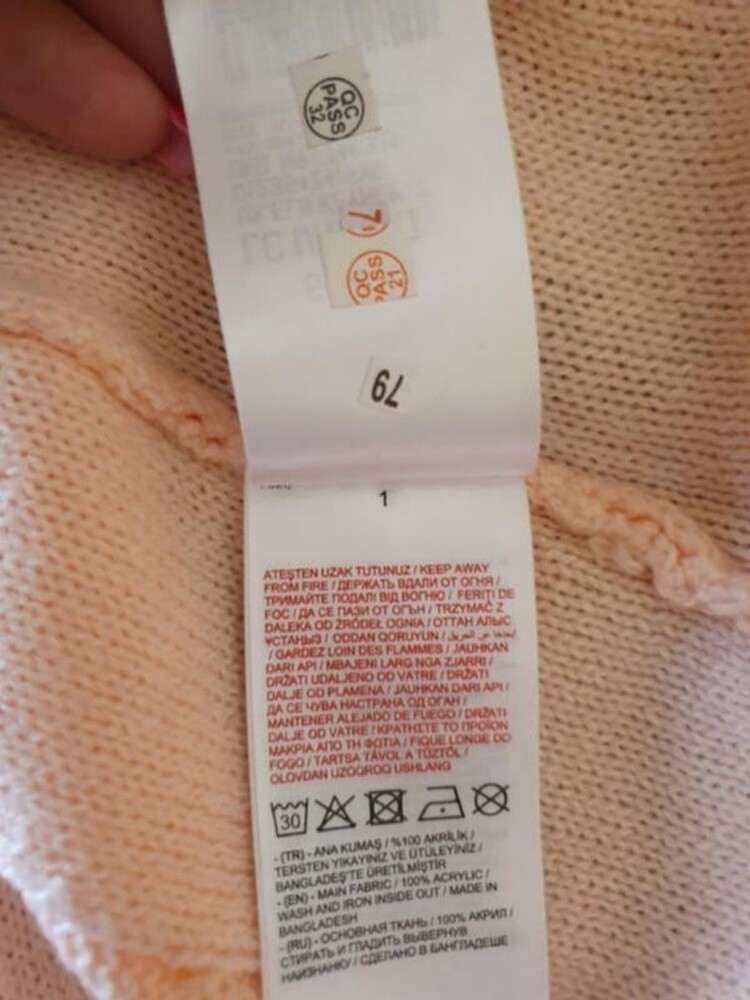 QC
PASS
32
7
QC
PASS
21
79
1
ATEŞTEN UZAK TUTUNUZ / KEEP AWAY
FROM FIRE / ДЕРЖАТЬ ВДАЛИ ОТ ОГНЯ /
ТРИМАЙТЕ ПОДАЛІ ВІД ВОГНЮ / FERITI DE
FOC / ДА СЕ ПАЗИ ОТ ОГЪН / TRZYMAĆ Z
DALEKA OD ŹRÓDEŁ OGNIA / ОТТАН АЛЫС
ҰСТАҢЫЗ / ODDAN QORUYUN / ابعدها عن الحريق
/ GARDEZ LOIN DES FLAMMES / JAUHKAN
DARI API / MBAJENI LARG NGA ZJARRI /
DRŽATI UDALJENO OD VATRE / DRŽATI
DALJE OD PLAMENA / JAUHKAN DARI API /
ДА СЕ ЧУВА НАСТРАНА ОД ОГАН /
MANTENER ALEJADO DE FUEGO / DRŽATI
DALJE OD VATRE / ΚΡΑΤΗΣΤΕ ΤΟ ΠΡΟΪΟΝ
ΜΑΚΡΙΑ ΑΠΟ ΤΗ ΦΩΤΙΑ / FIQUE LONGE DO
FOGO / TARTSA TÁVOL A TŰZTŐL /
OLOVDAN UZOQROQ USHLANG
30
- (TR) - ANA KUMAŞ / %100 AKRİLİK /
TERSTEN YIKAYINIZ VE ÜTÜLEYİNİZ /
BANGLADEŞ'TE ÜRETİLMİŞTİR
- (EN) - MAIN FABRIC / 100% ACRYLIC /
WASH AND IRON INSIDE OUT / MADE IN
BANGLADESH
- (RU) - ОСНОВНАЯ ТКАНЬ / 100% АКРИЛ /
СТИРАТЬ И ГЛАДИТЬ ВЫВЕРНУВ
НАИЗНАНКУ / СДЕЛАНО В БАНГЛАДЕШЕ